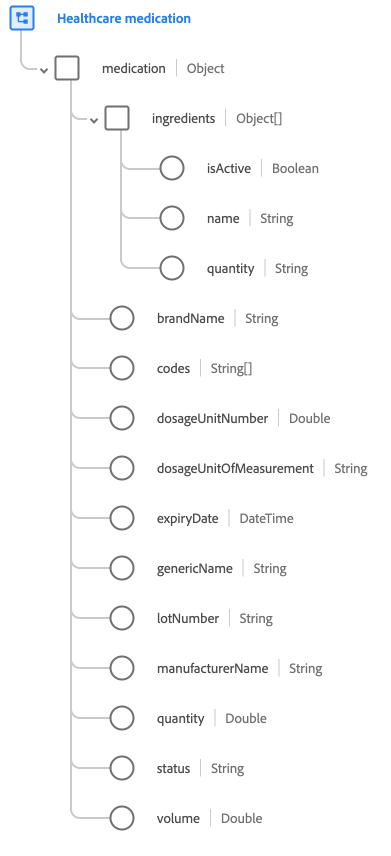 Healthcare medication
medication Object
ingredients Object[]
isActive Boolean
name String
quantity String
brandName String
codes String[]
dosageUnitNumber Double
dosageUnitOfMeasurement String
expiryDate DateTime
genericName String
lotNumber String
manufacturerName String
quantity Double
status String
volume Double